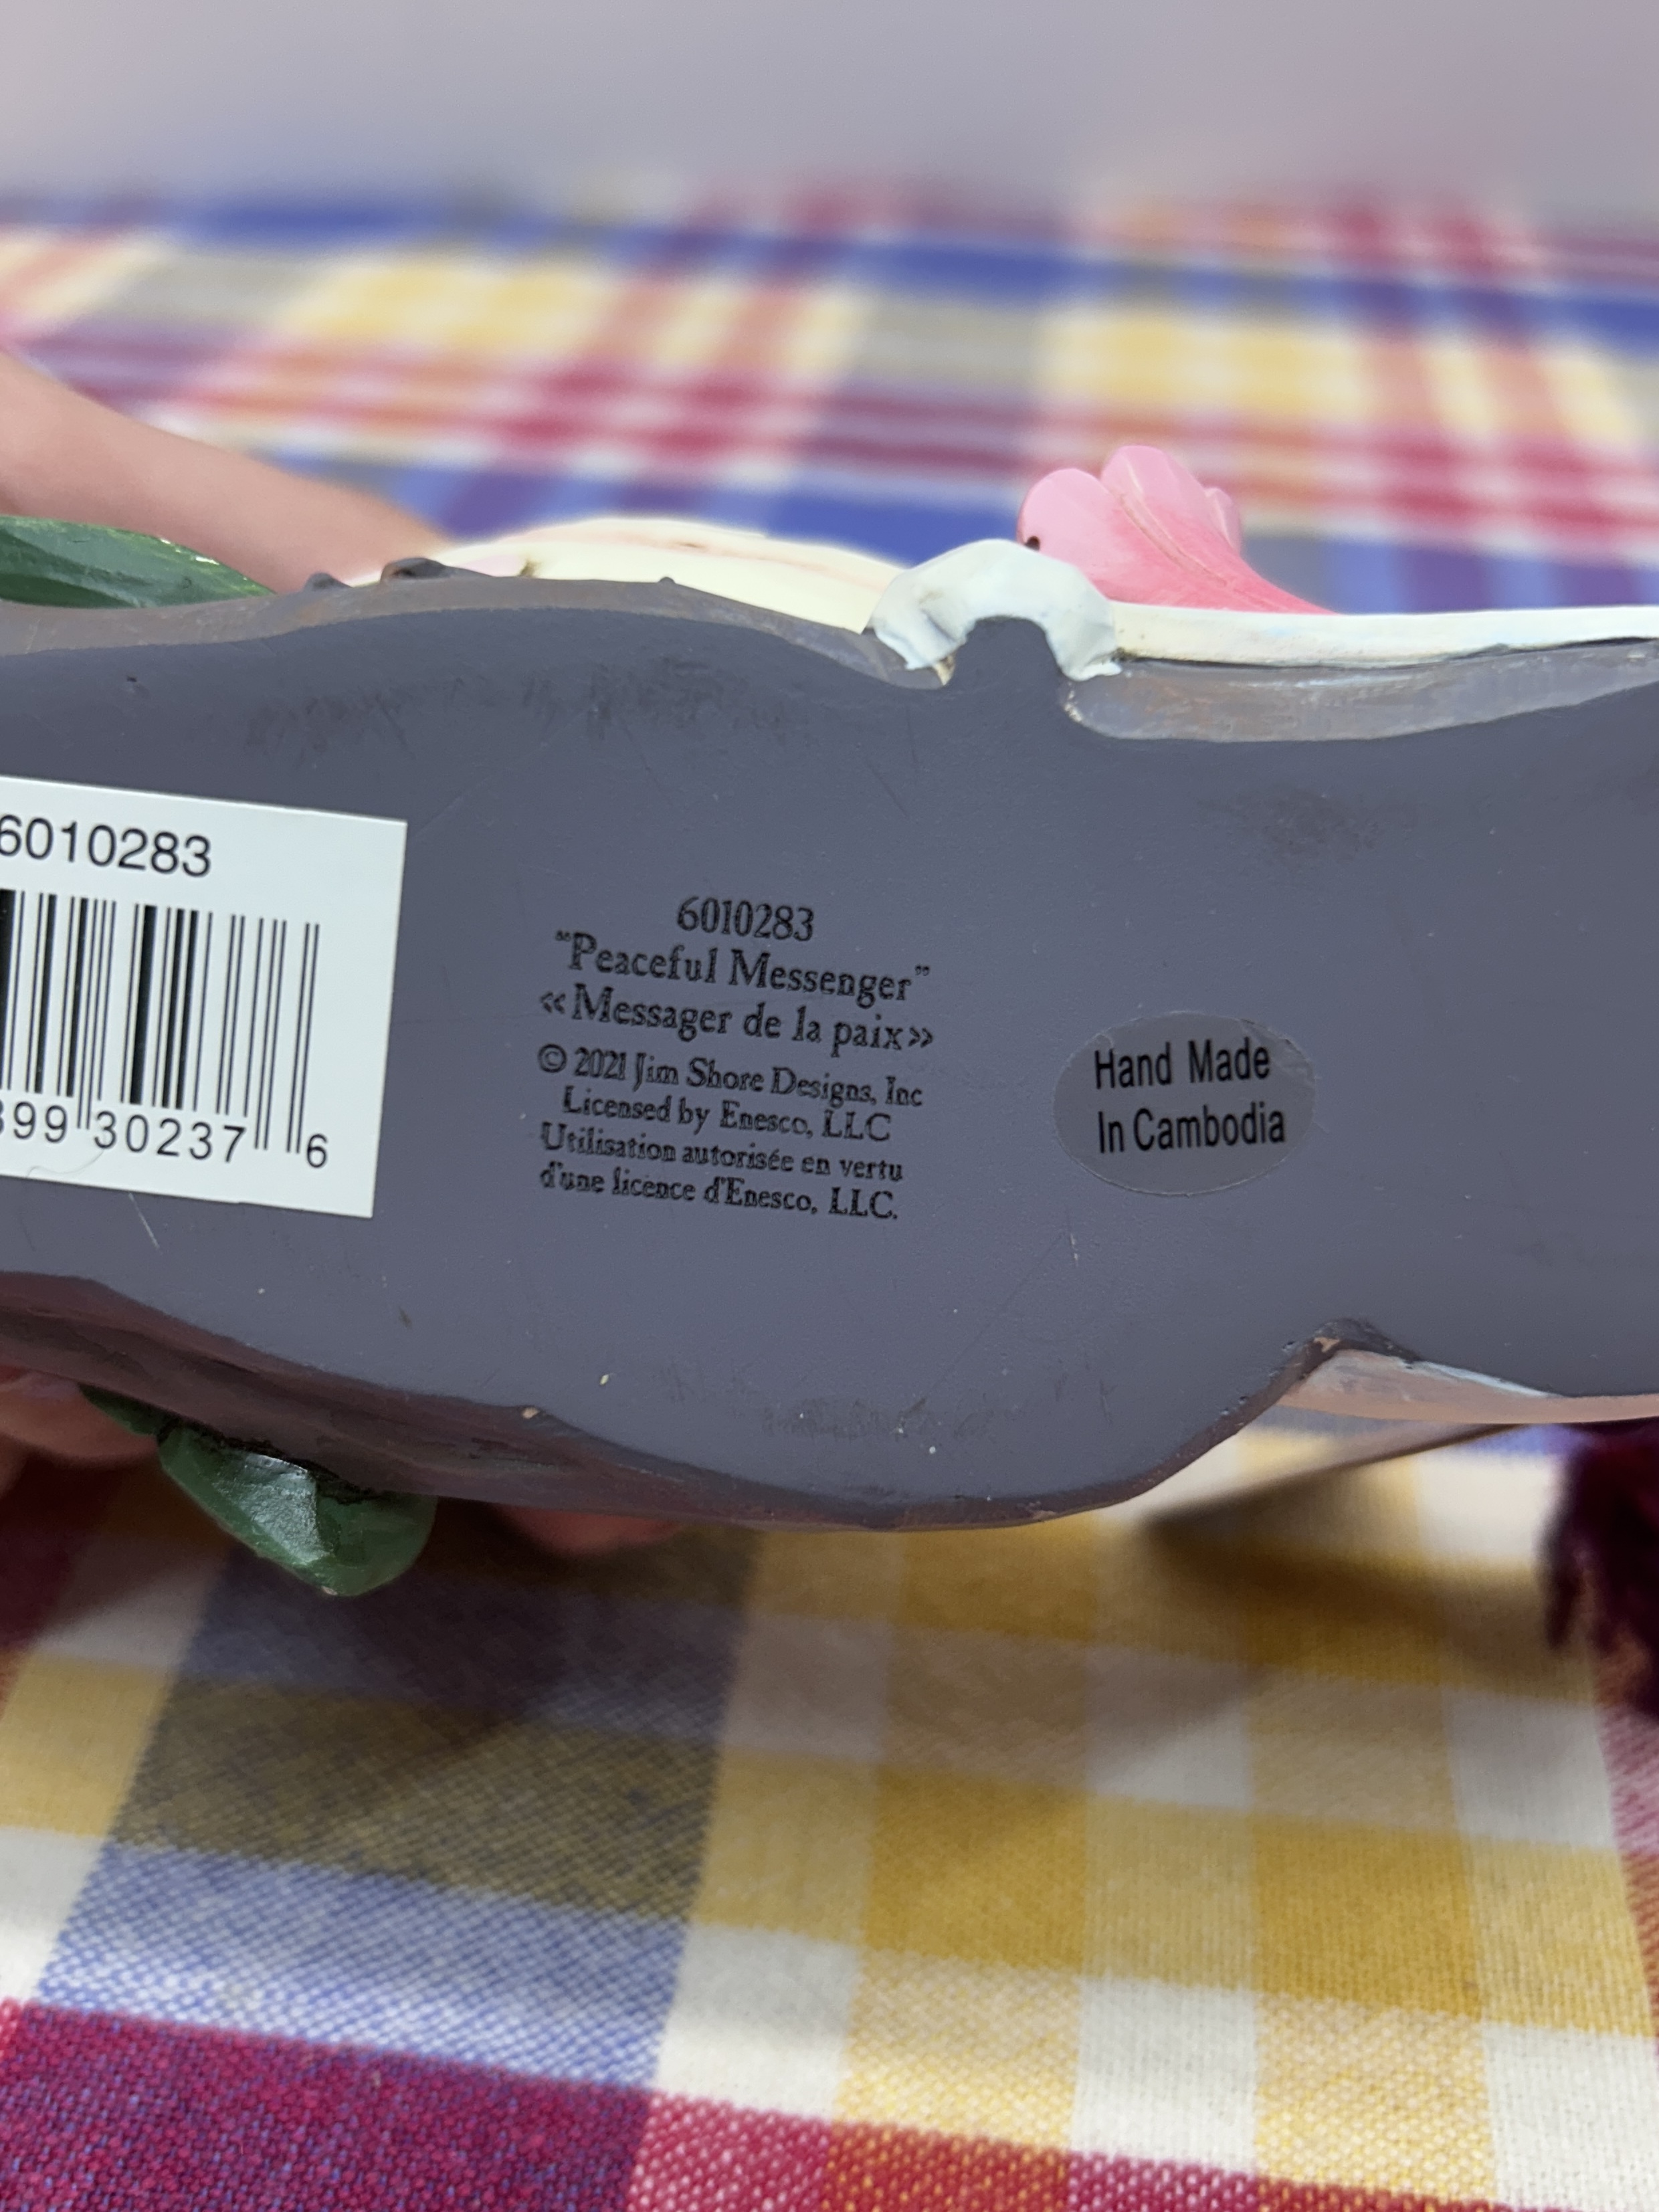 6010283
99 30237 6
6010283
"Peaceful Messenger"
«Messager de la paix»
© 2021 Jim Shore Designs, Inc
Licensed by Enesco, LLC
Utilisation autorisée en vertu
d'une licence d'Enesco, LLC.
Hand Made
In Cambodia